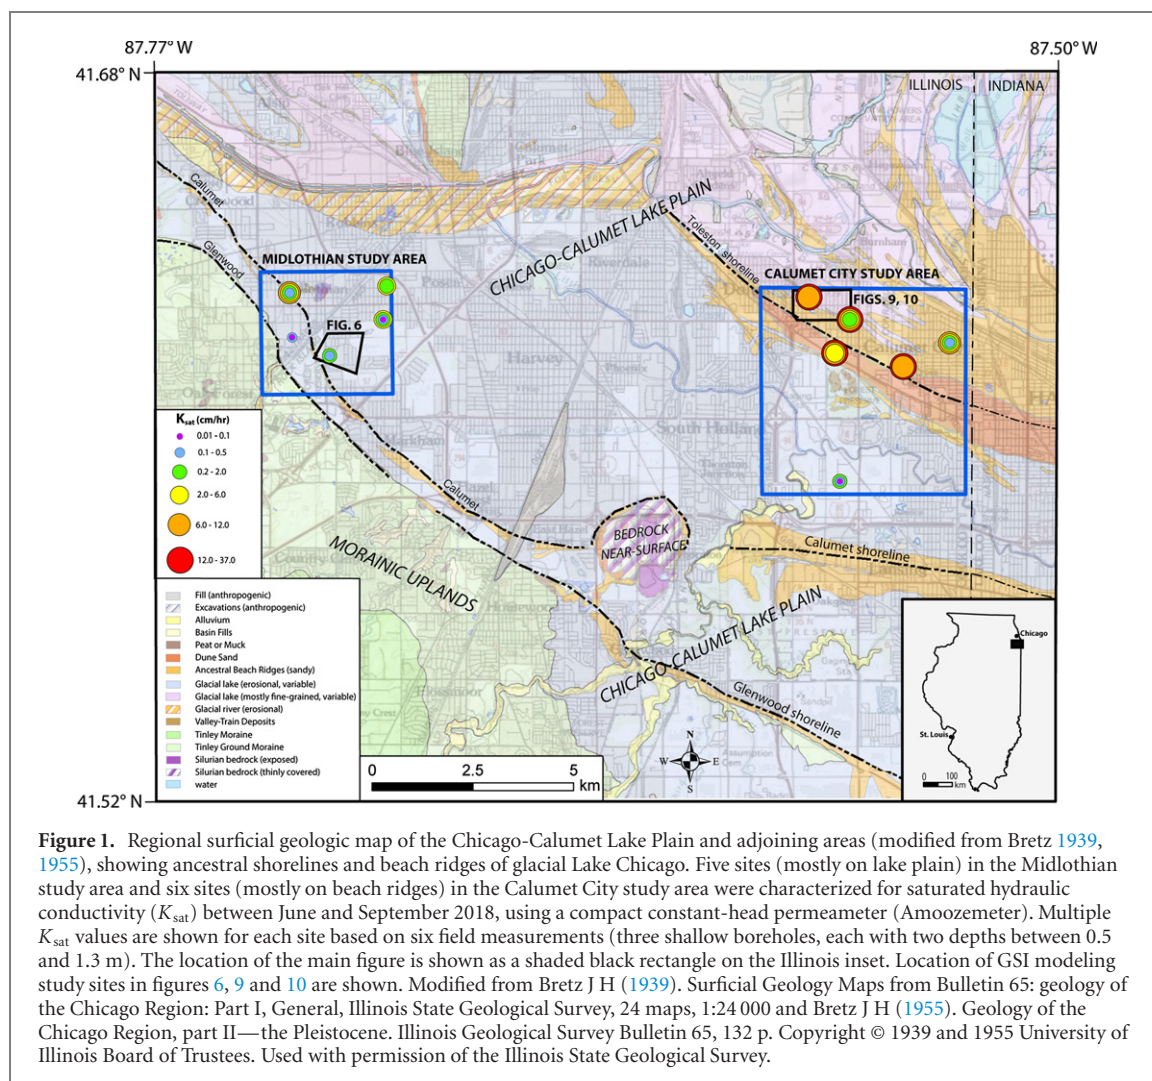 87.77° W
87.50° W
41.68° N
ILLINOIS
INDIANA
Calumet
Glenwood
CHICAGO-CALUMET LAKE PLAIN
Toleston shoreline
Riverdale
Burnham
MIDLOTHIAN STUDY AREA
CALUMET CITY STUDY AREA
FIGS. 9, 10
FIG. 6
Harvey
Phoenix
South Holland
Thornton
Markham
Calumet
Hazel
K_sat (cm/hr)
0.01 - 0.1
0.1 - 0.5
0.2 - 2.0
2.0 - 6.0
6.0 - 12.0
12.0 - 37.0
BEDROCK
NEAR-SURFACE
Calumet shoreline
MORAINIC UPLANDS
Homewood
Flossmoor
CHICAGO-CALUMET LAKE PLAIN
Glenwood shoreline
Fill (anthropogenic)
Excavations (anthropogenic)
Alluvium
Basin Fills
Peat or Muck
Dune Sand
Ancestral Beach Ridges (sandy)
Glacial lake (erosional, variable)
Glacial lake (mostly fine-grained, variable)
Glacial river (erosional)
Valley-Train Deposits
Tinley Moraine
Tinley Ground Moraine
Silurian bedrock (exposed)
Silurian bedrock (thinly covered)
water
0 2.5 5
km
N
W E
S
Chicago
St. Louis
0 100
km
41.52° N
Figure 1. Regional surficial geologic map of the Chicago-Calumet Lake Plain and adjoining areas (modified from Bretz 1939,
1955), showing ancestral shorelines and beach ridges of glacial Lake Chicago. Five sites (mostly on lake plain) in the Midlothian
study area and six sites (mostly on beach ridges) in the Calumet City study area were characterized for saturated hydraulic
conductivity (K_sat) between June and September 2018, using a compact constant-head permeameter (Amoozemeter). Multiple
K_sat values are shown for each site based on six field measurements (three shallow boreholes, each with two depths between 0.5
and 1.3 m). The location of the main figure is shown as a shaded black rectangle on the Illinois inset. Location of GSI modeling
study sites in figures 6, 9 and 10 are shown. Modified from Bretz J H (1939). Surficial Geology Maps from Bulletin 65: geology of
the Chicago Region: Part I, General, Illinois State Geological Survey, 24 maps, 1:24 000 and Bretz J H (1955). Geology of the
Chicago Region, part II—the Pleistocene. Illinois Geological Survey Bulletin 65, 132 p. Copyright © 1939 and 1955 University of
Illinois Board of Trustees. Used with permission of the Illinois State Geological Survey.